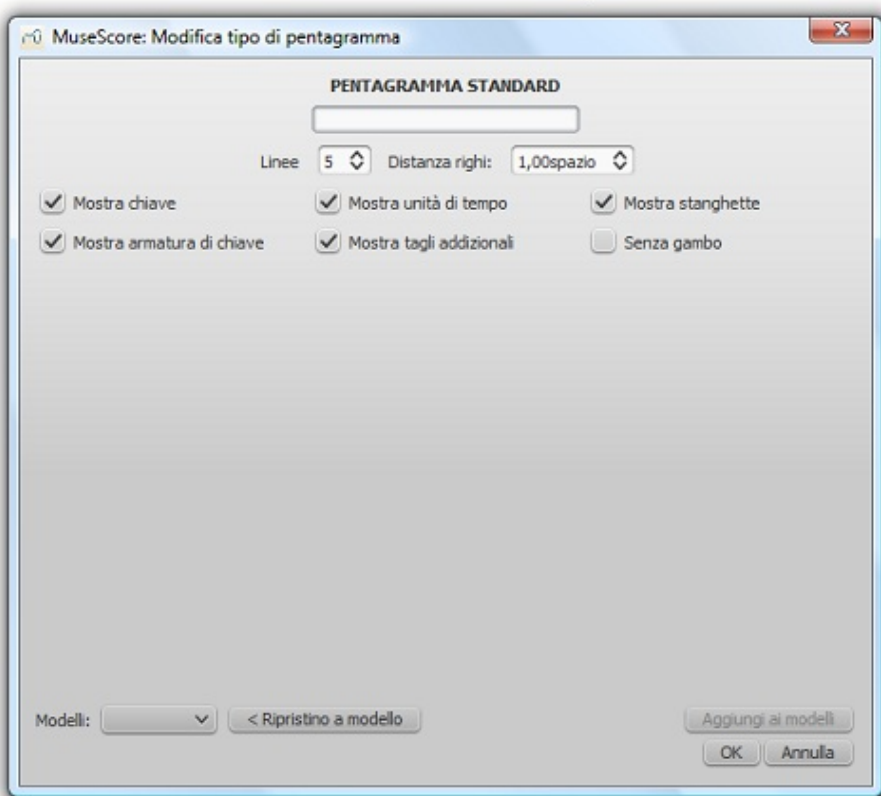 MuseScore: Modifica tipo di pentagramma
PENTAGRAMMA STANDARD
Linee 5 Distanza righi: 1,00spazio
Mostra chiave Mostra unità di tempo Mostra stanghette
Mostra armatura di chiave Mostra tagli addizionali Senza gambo
Modelli: < Ripristino a modello Aggiungi ai modelli
OK Annulla